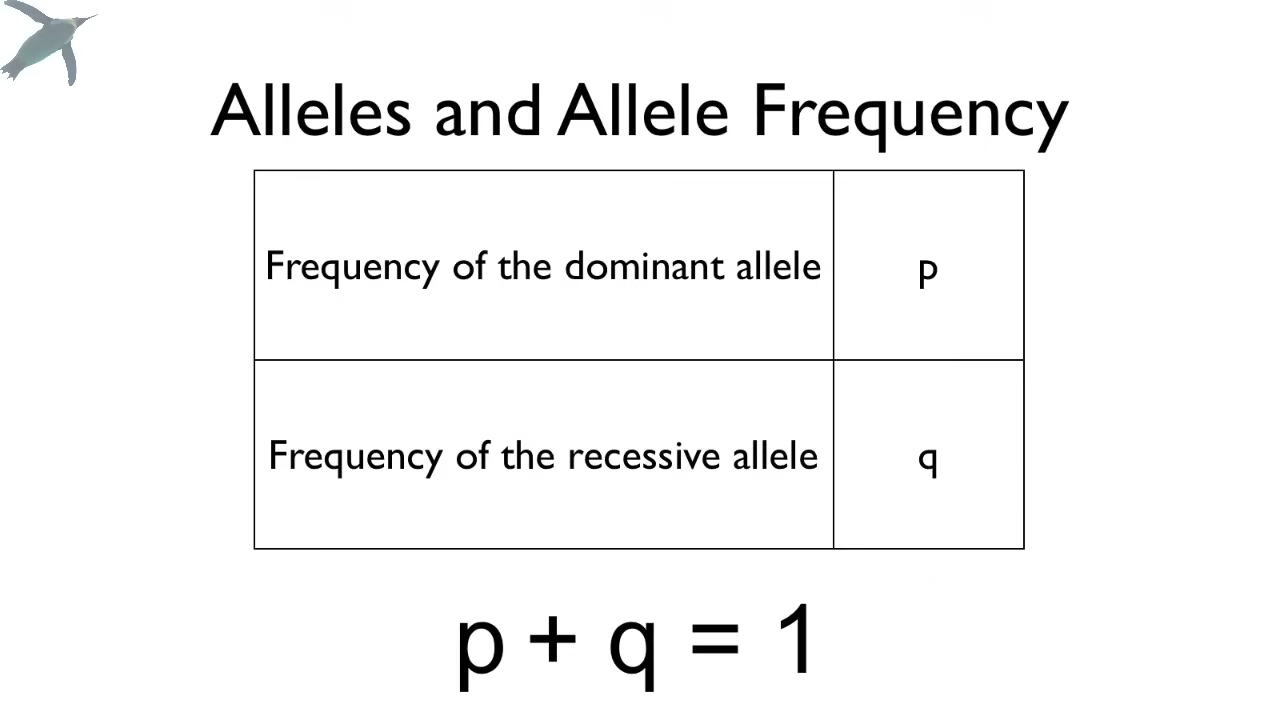 Alleles and Allele Frequency
Frequency of the dominant allele p
Frequency of the recessive allele q
p + q = 1